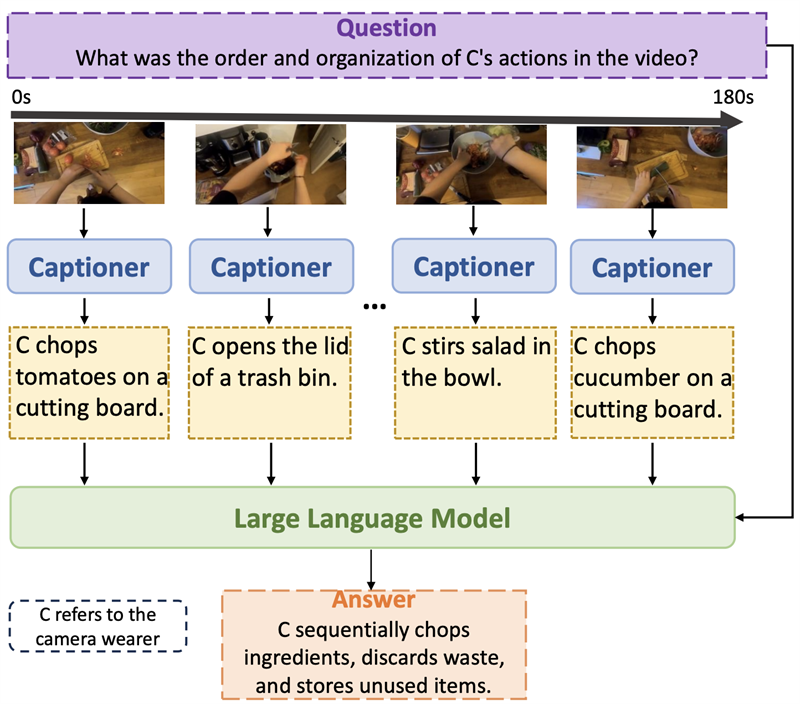 Question
What was the order and organization of C's actions in the video?
0s
180s
Captioner
Captioner
...
Captioner
Captioner
C chops
tomatoes on a
cutting board.
C opens the lid
of a trash bin.
C stirs salad in
the bowl.
C chops
cucumber on a
cutting board.
Large Language Model
C refers to the
camera wearer
Answer
C sequentially chops
ingredients, discards waste,
and stores unused items.